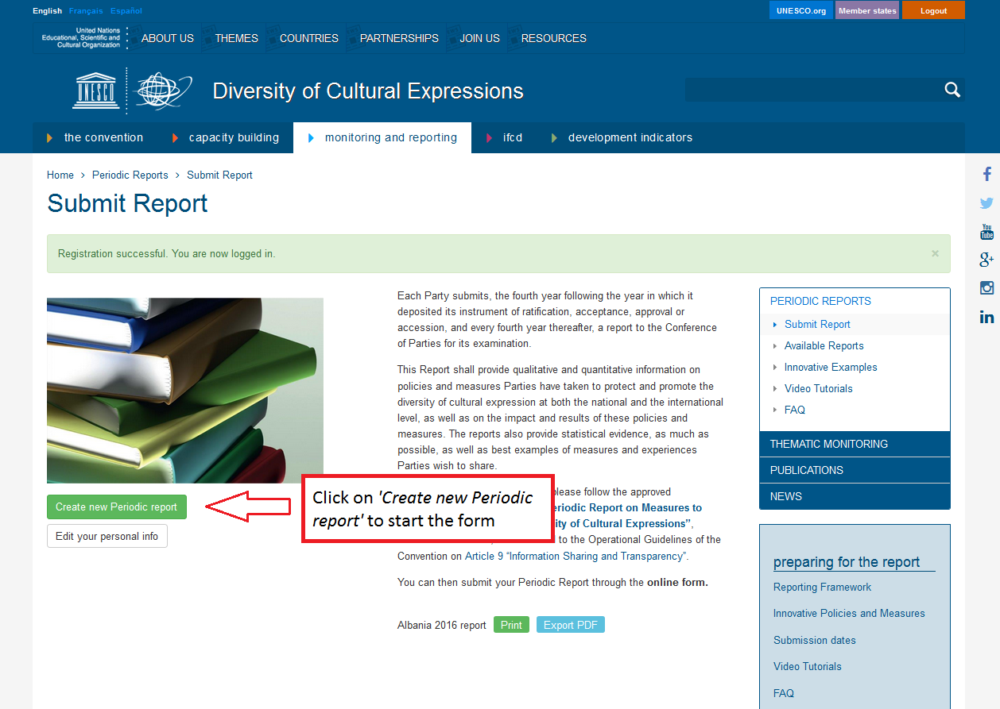 English Français Español
UNESCO.org Member states Logout
United Nations
Educational, Scientific and
Cultural Organization
ABOUT US THEMES COUNTRIES PARTNERSHIPS JOIN US RESOURCES
UNESCO
Diversity of Cultural Expressions
the convention capacity building monitoring and reporting ifcd development indicators
Home > Periodic Reports > Submit Report
Submit Report
Registration successful. You are now logged in. ×
Each Party submits, the fourth year following the year in which it
deposited its instrument of ratification, acceptance, approval or
accession, and every fourth year thereafter, a report to the Conference
of Parties for its examination.
This Report shall provide qualitative and quantitative information on
policies and measures Parties have taken to protect and promote the
diversity of cultural expression at both the national and the international
level, as well as on the impact and results of these policies and
measures. The reports also provide statistical evidence, as much as
possible, as well as best examples of measures and experiences
Parties wish to share.
please follow the approved
eriodic Report on Measures to
ity of Cultural Expressions”,
to the Operational Guidelines of the
Convention on Article 9 “Information Sharing and Transparency”.
You can then submit your Periodic Report through the online form.
Albania 2016 report Print Export PDF
Create new Periodic report
Edit your personal info
Click on 'Create new Periodic
report' to start the form
PERIODIC REPORTS
Submit Report
Available Reports
Innovative Examples
Video Tutorials
FAQ
THEMATIC MONITORING
PUBLICATIONS
NEWS
preparing for the report
Reporting Framework
Innovative Policies and Measures
Submission dates
Video Tutorials
FAQ
f
You
Tube
g+
in